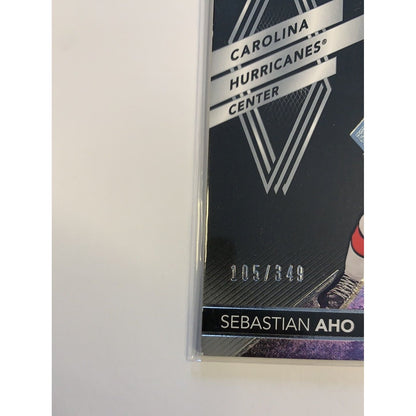 CAROLINA
HURRICANES®
CENTER
105/349
SEBASTIAN AHO